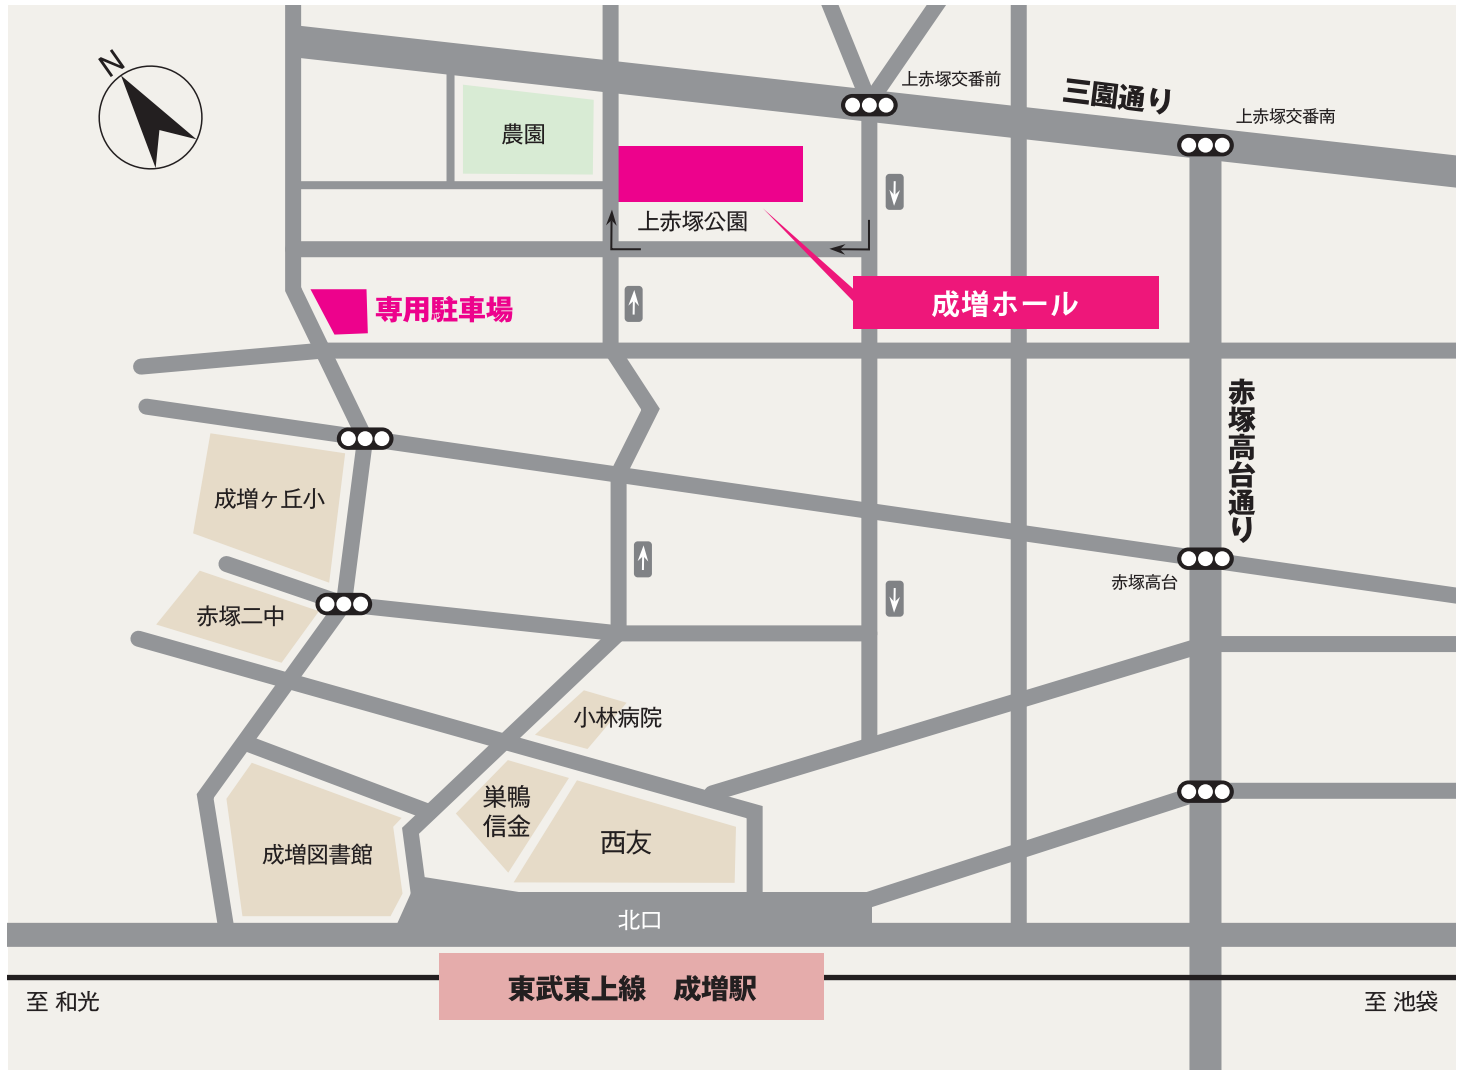 N
上赤塚交番前
三園通り
上赤塚交番南
農園
上赤塚公園
専用駐車場
成増ホール
赤塚高台通り
成増ヶ丘小
赤塚高台
赤塚二中
小林病院
巣鴨
信金
西友
成増図書館
北口
東武東上線　成増駅
至 和光
至 池袋